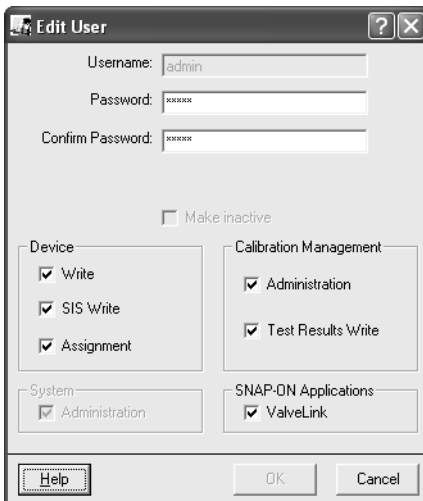 Edit User
Username: admin
Password: *****
Confirm Password: *****
Make inactive
Device
Write
SIS Write
Assignment
Calibration Management
Administration
Test Results Write
System
Administration
SNAP-ON Applications
ValveLink
Help OK Cancel